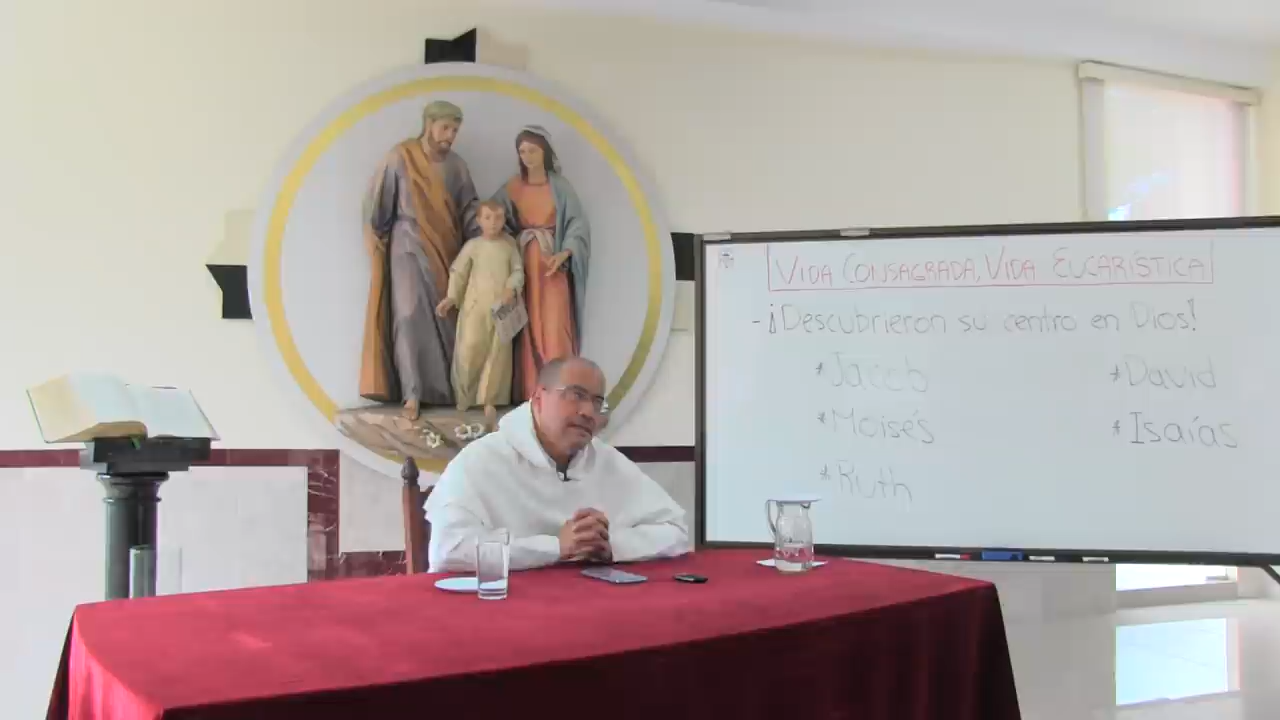 VIDA CONSAGRADA, VIDA EUCARÍSTICA
- ¡Descubrieron su centro en Dios!
* Jacob
* David
* Moisés
* Isaías
* Ruth